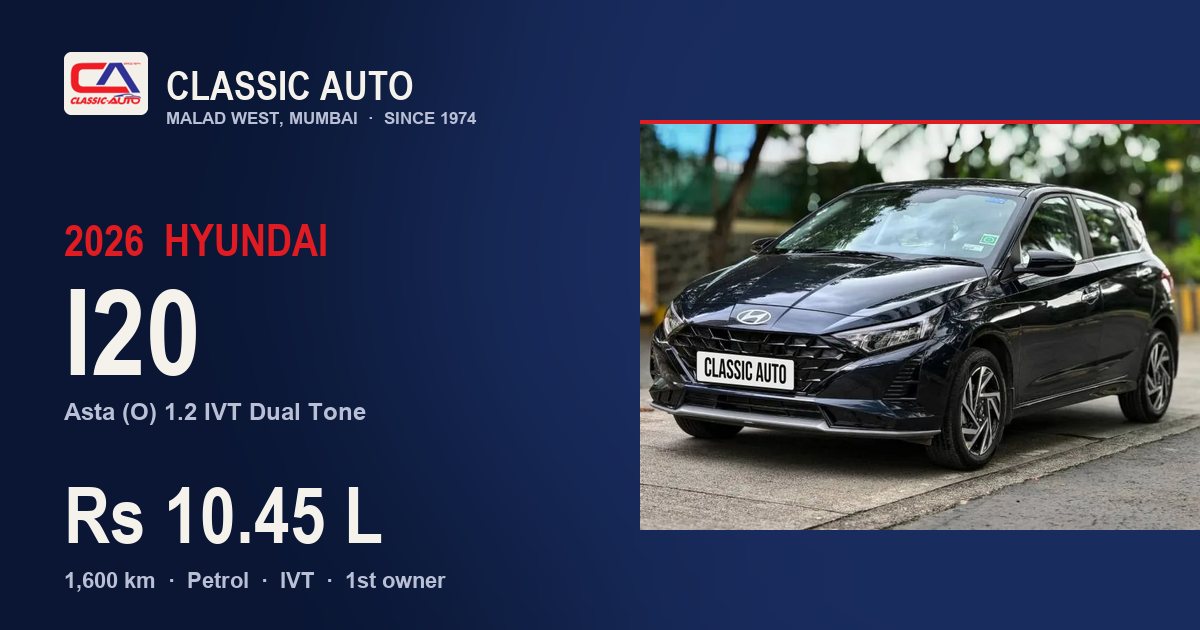 CA
CLASSIC-AUTO
CLASSIC AUTO
MALAD WEST, MUMBAI · SINCE 1974
2026 HYUNDAI
I20
Asta (O) 1.2 IVT Dual Tone
Rs 10.45 L
1,600 km · Petrol · IVT · 1st owner
CLASSIC AUTO